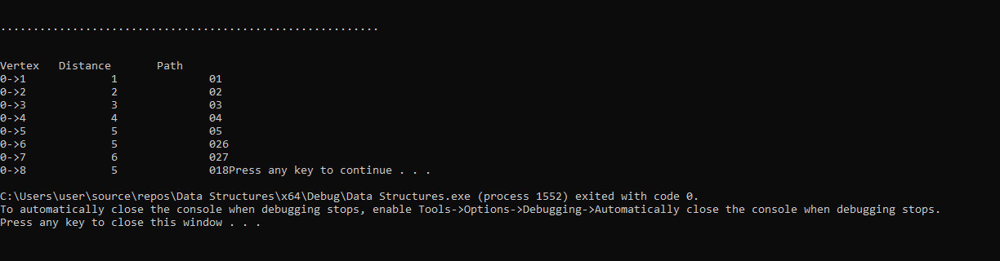 ..........................................................
Vertex   Distance       Path
0->1             1              01
0->2             2              02
0->3             3              03
0->4             4              04
0->5             5              05
0->6             5              026
0->7             6              027
0->8             5              018Press any key to continue . . .
C:\Users\user\source\repos\Data Structures\x64\Debug\Data Structures.exe (process 1552) exited with code 0.
To automatically close the console when debugging stops, enable Tools->Options->Debugging->Automatically close the console when debugging stops.
Press any key to close this window . . .